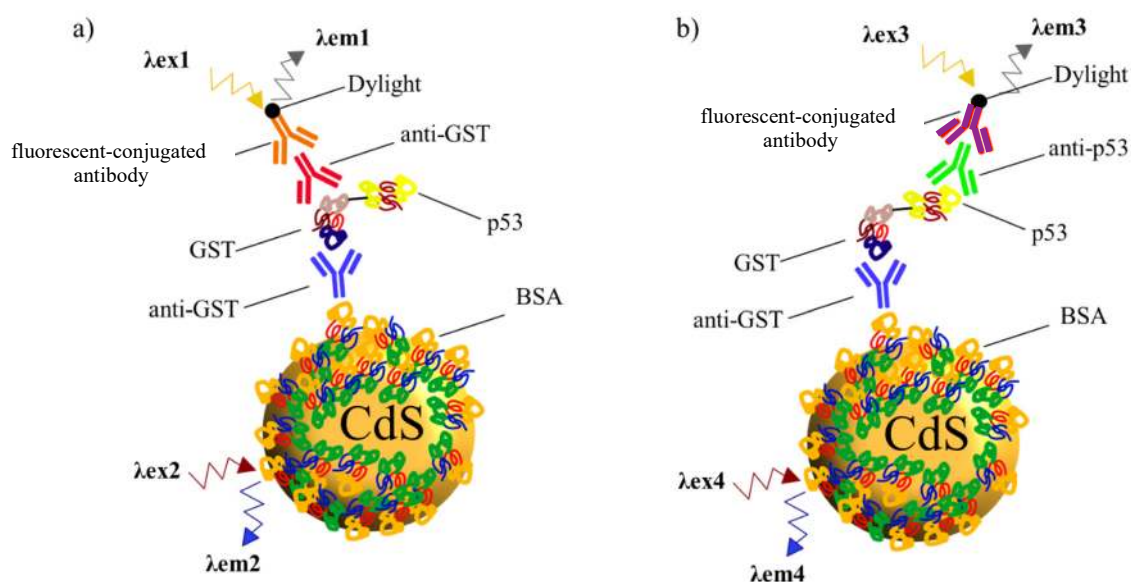 a)
λex1
λem1
Dylight
fluorescent-conjugated
antibody
anti-GST
GST
p53
anti-GST
BSA
CdS
λex2
λem2
b)
λex3
λem3
Dylight
fluorescent-conjugated
antibody
anti-p53
GST
p53
anti-GST
BSA
CdS
λex4
λem4